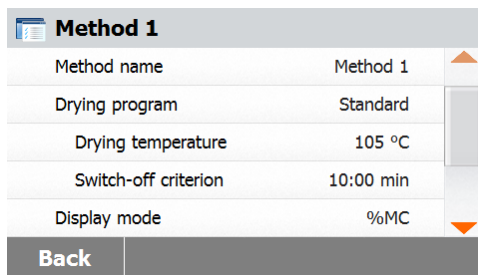 Method 1
Method name Method 1
Drying program Standard
Drying temperature 105 °C
Switch-off criterion 10:00 min
Display mode %MC
Back